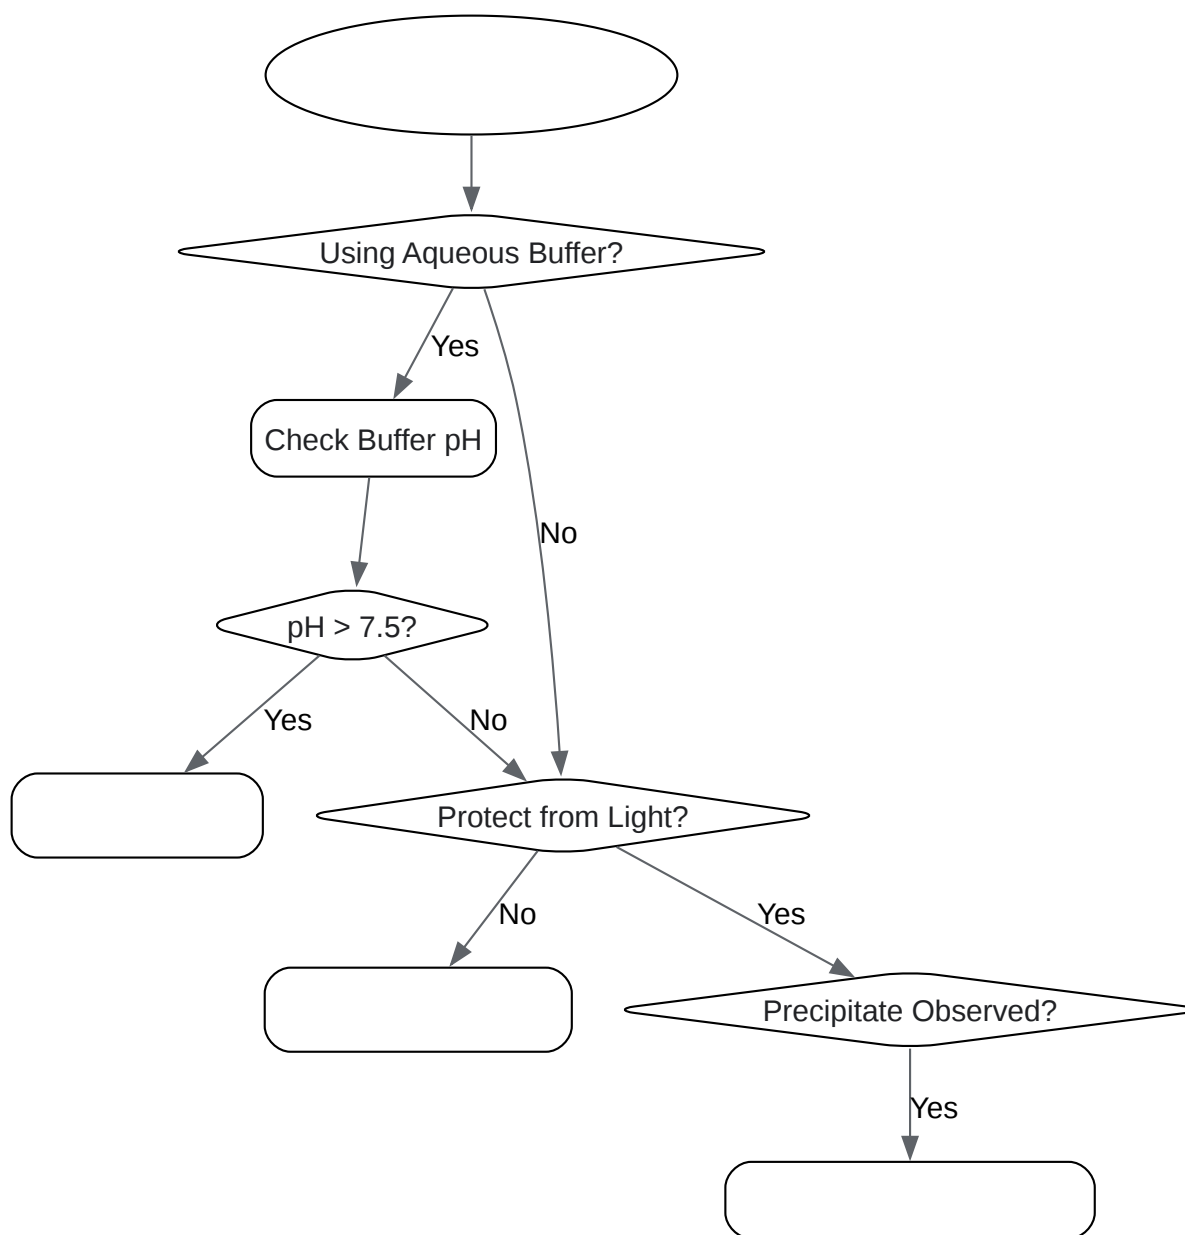 Using Aqueous Buffer?
Yes
Check Buffer pH
No
pH > 7.5?
Yes
No
Protect from Light?
No
Yes
Precipitate Observed?
Yes